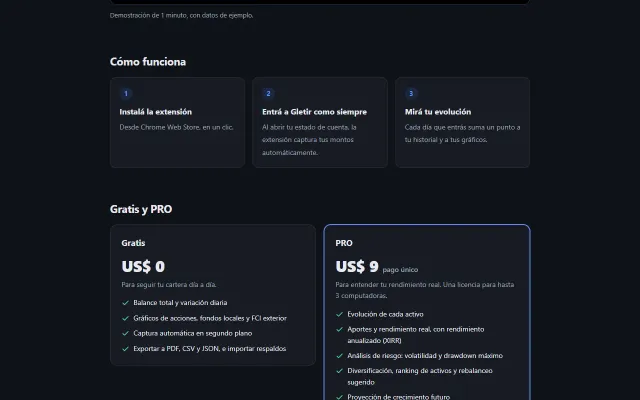 Demostración de 1 minuto, con datos de ejemplo.
Cómo funciona
1
Instalá la extensión
Desde Chrome Web Store, en un clic.
2
Entrá a Gletir como siempre
Al abrir tu estado de cuenta, la
extensión captura tus montos
automáticamente.
3
Mirá tu evolución
Cada día que entrás suma un punto a
tu historial y a tus gráficos.
Gratis y PRO
Gratis
US$ 0
Para seguir tu cartera día a día.
Balance total y variación diaria
Gráficos de acciones, fondos locales y FCI exterior
Captura automática en segundo plano
Exportar a PDF, CSV y JSON, e importar respaldos
PRO
US$ 9 pago único
Para entender tu rendimiento real. Una licencia para hasta
3 computadoras.
Evolución de cada activo
Aportes y rendimiento real, con rendimiento
anualizado (XIRR)
Análisis de riesgo: volatilidad y drawdown máximo
Diversificación, ranking de activos y rebalanceo
sugerido
Proyección de crecimiento futuro